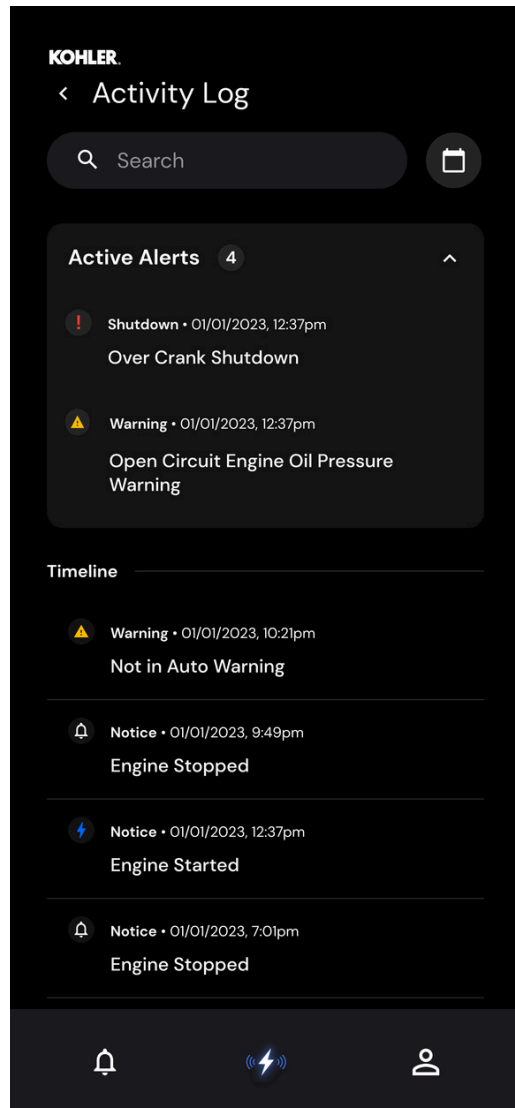 KOHLER.
Activity Log
Search
Active Alerts 4
Shutdown • 01/01/2023, 12:37pm
Over Crank Shutdown
Warning • 01/01/2023, 12:37pm
Open Circuit Engine Oil Pressure
Warning
Timeline
Warning • 01/01/2023, 10:21pm
Not in Auto Warning
Notice • 01/01/2023, 9:49pm
Engine Stopped
Notice • 01/01/2023, 12:37pm
Engine Started
Notice • 01/01/2023, 7:01pm
Engine Stopped